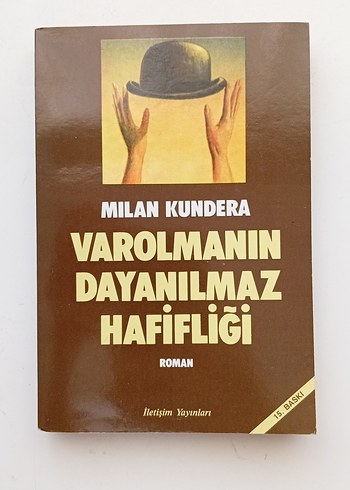 MILAN KUNDERA
VAROLMANIN
DAYANILMAZ
HAFİFLİĞİ
ROMAN
İletişim Yayınları
15. BASKI